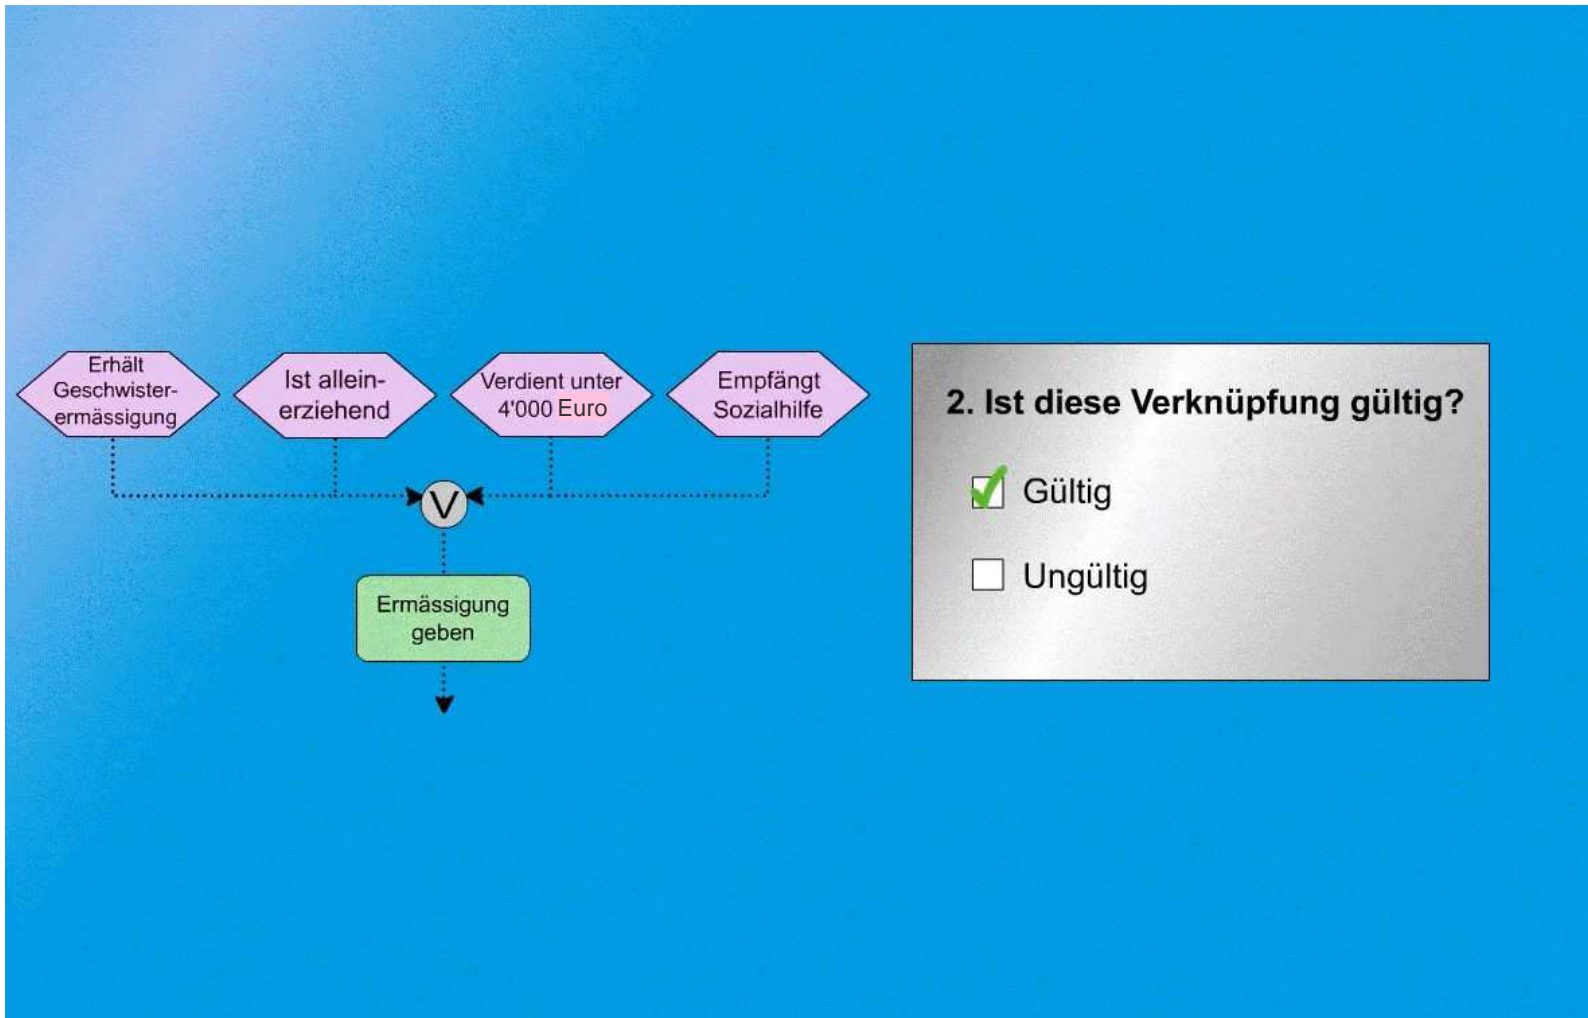 Erhält
Geschwister-
ermässigung
Ist allein-
erziehend
Verdient unter
4'000 Euro
Empfängt
Sozialhilfe
V
Ermässigung
geben
2. Ist diese Verknüpfung gültig?
Gültig
Ungültig